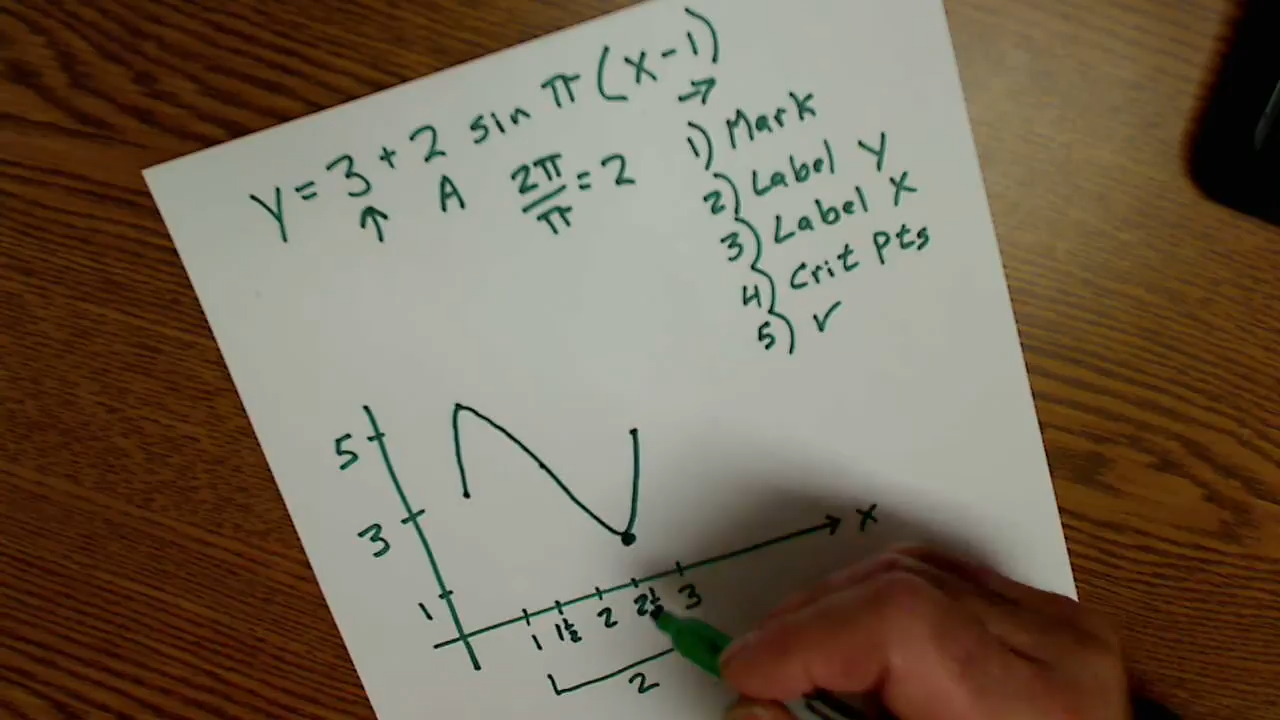 Y = 3 + 2 sin π (x - 1)
↑ A 2π/π = 2 →
1) Mark
2) Label Y
3) Label X
4) Crit Pts
5) ✓
5
3
1
1 1½ 2 2½ 3 X
2